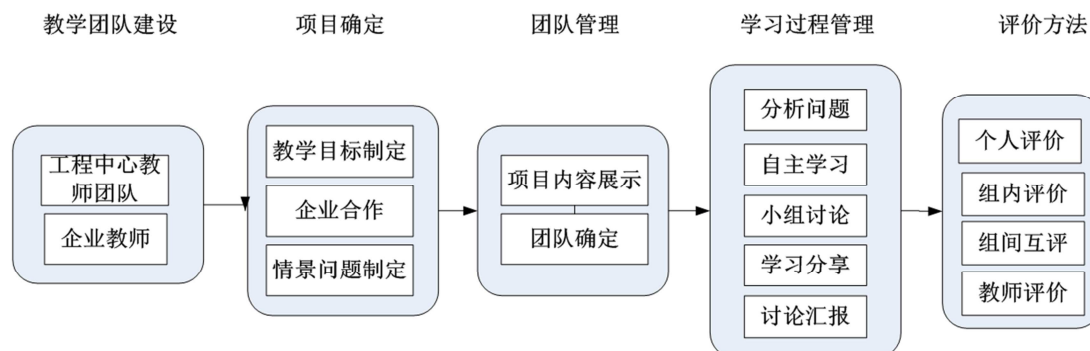 教学团队建设
项目确定
团队管理
学习过程管理
评价方法
工程中心教
师团队
企业教师
教学目标制定
企业合作
情景问题制定
项目内容展示
团队确定
分析问题
自主学习
小组讨论
学习分享
讨论汇报
个人评价
组内评价
组间互评
教师评价